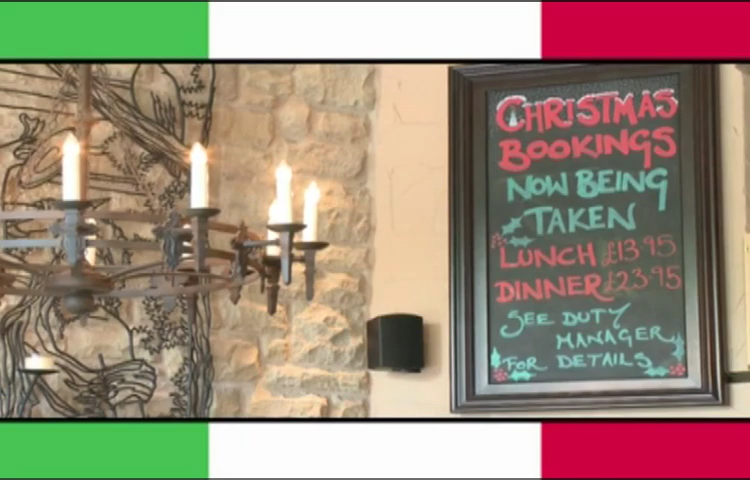 CHRISTMAS
BOOKINGS
NOW BEING
TAKEN
LUNCH £13.95
DINNER £23.95
SEE DUTY
MANAGER
FOR DETAILS